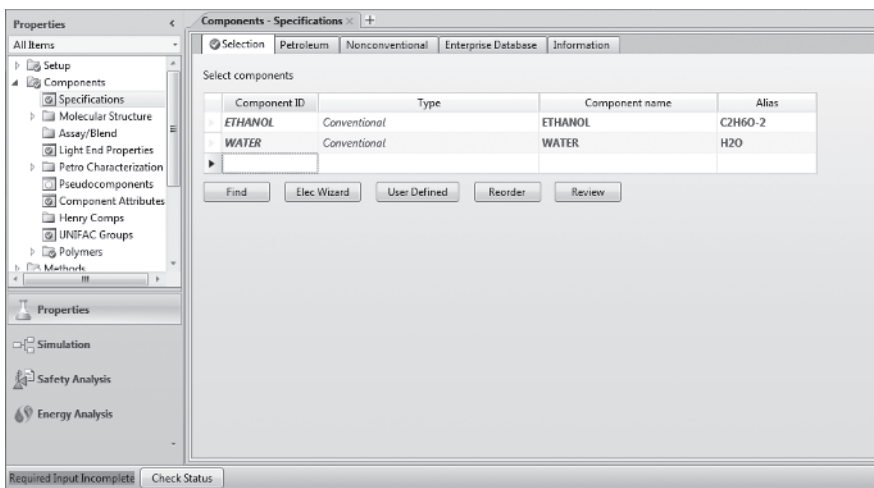 Properties
All Items
Setup
Components
Specifications
Molecular Structure
Assay/Blend
Light End Properties
Petro Characterization
Pseudocomponents
Component Attributes
Henry Comps
UNIFAC Groups
Polymers
Methods
Properties
Simulation
Safety Analysis
Energy Analysis
Components - Specifications
Selection Petroleum Nonconventional Enterprise Database Information
Select components
Component ID Type Component name Alias
ETHANOL Conventional ETHANOL C2H6O-2
WATER Conventional WATER H2O
Find Elec Wizard User Defined Reorder Review
Required Input Incomplete Check Status